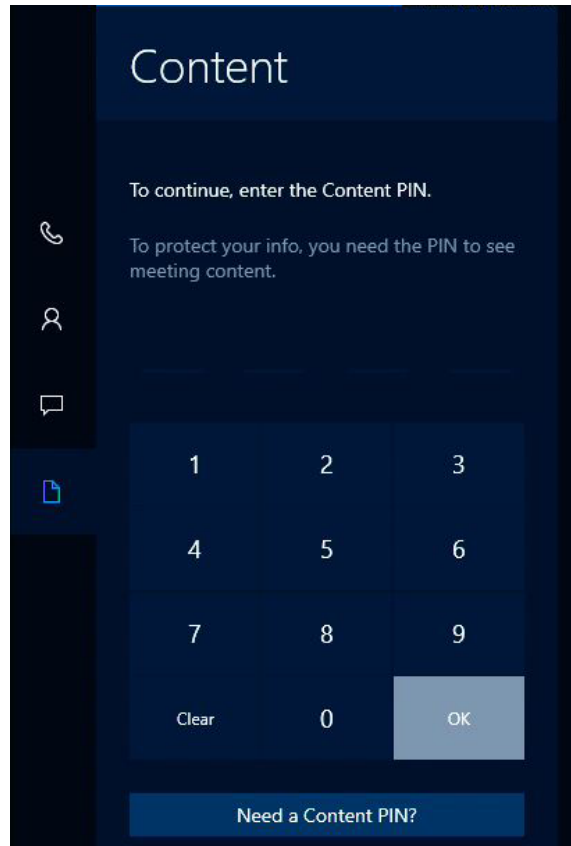 Content
To continue, enter the Content PIN.
To protect your info, you need the PIN to see
meeting content.
1 2 3
4 5 6
7 8 9
Clear 0 OK
Need a Content PIN?